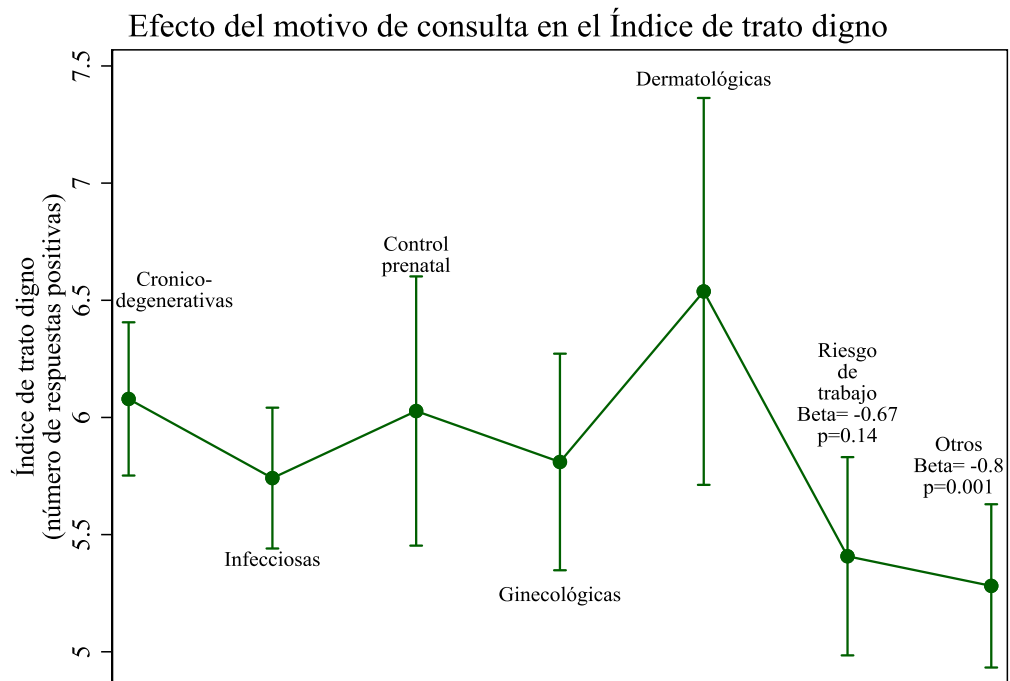 Efecto del motivo de consulta en el Índice de trato digno
Índice de trato digno
(número de respuestas positivas)
7.5
7
6.5
6
5.5
5
Cronico-
degenerativas
Infecciosas
Control
prenatal
Ginecológicas
Dermatológicas
Riesgo
de
trabajo
Beta= -0.67
p=0.14
Otros
Beta= -0.8
p=0.001